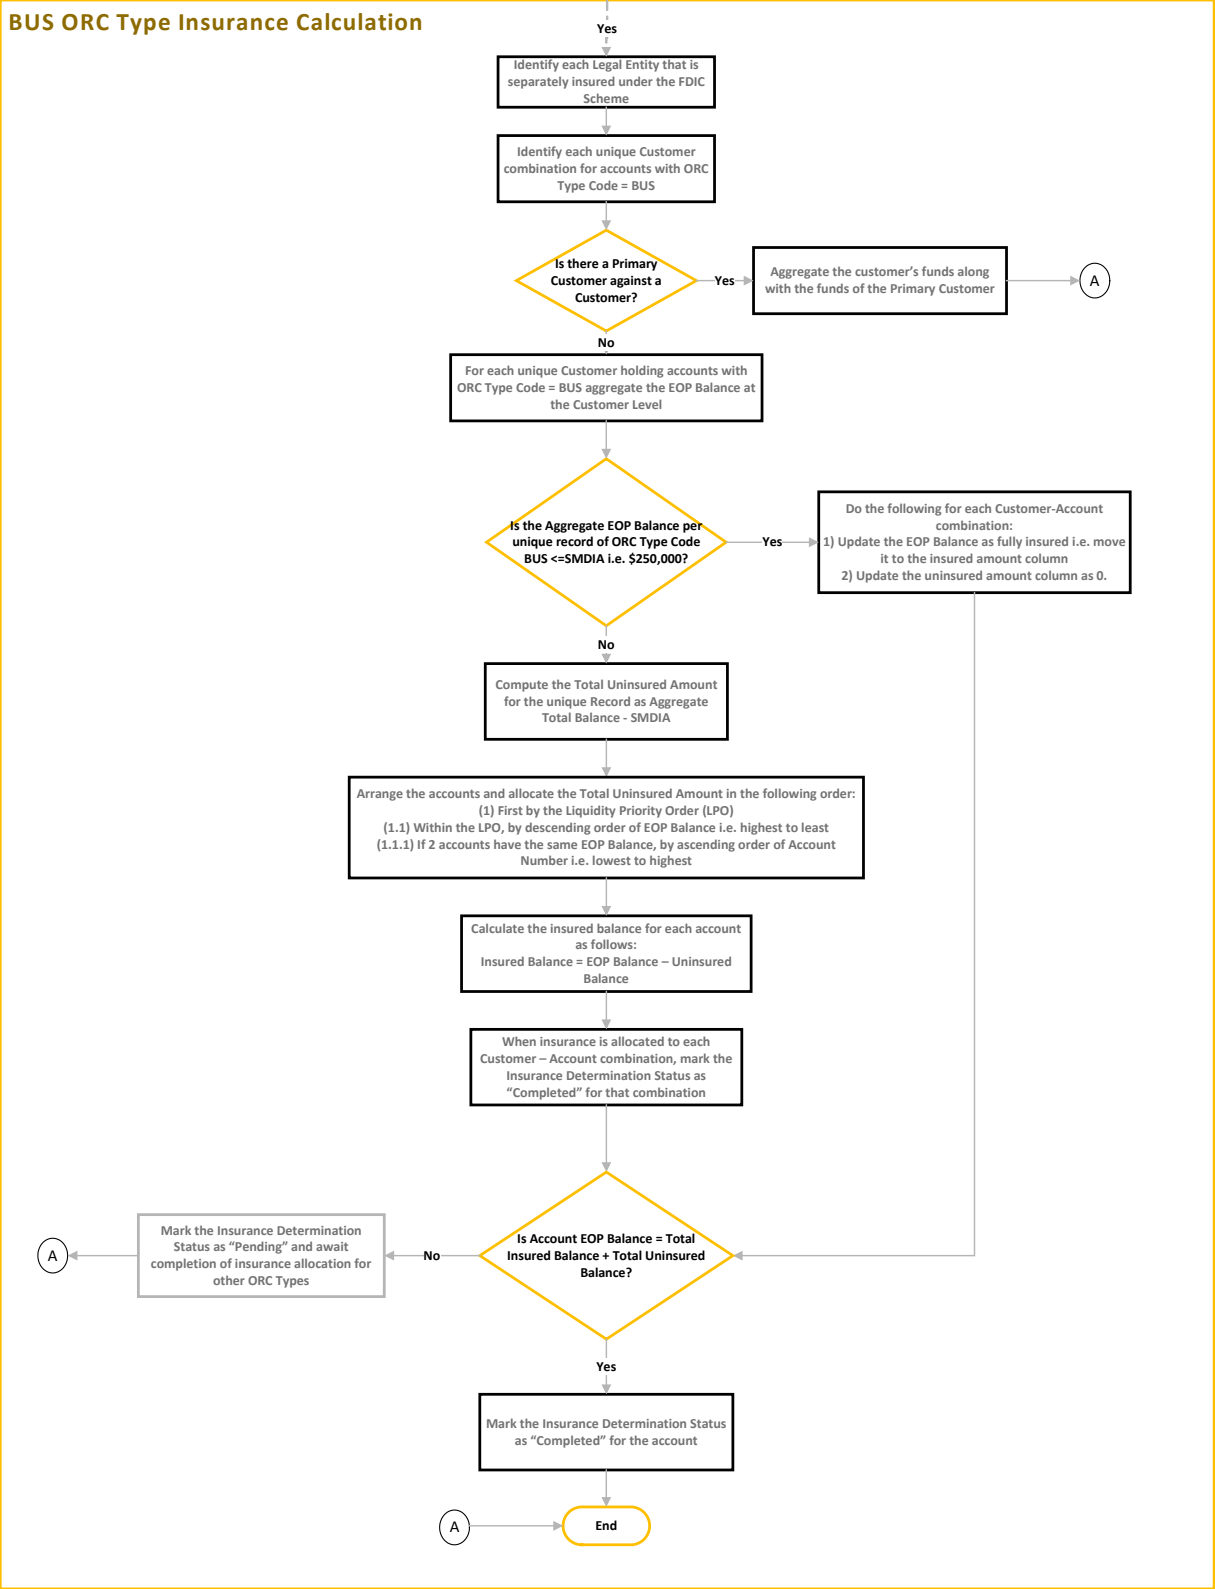 BUS ORC Type Insurance Calculation
Yes
Identify each Legal Entity that is
separately insured under the FDIC
Scheme
Identify each unique Customer
combination for accounts with ORC
Type Code = BUS
Is there a Primary
Customer against a
Customer?
Yes
Aggregate the customer’s funds along
with the funds of the Primary Customer
A
No
For each unique Customer holding accounts with
ORC Type Code = BUS aggregate the EOP Balance at
the Customer Level
Is the Aggregate EOP Balance per
unique record of ORC Type Code
BUS <=SMDIA i.e. $250,000?
Yes
Do the following for each Customer-Account
combination:
1) Update the EOP Balance as fully insured i.e. move
it to the insured amount column
2) Update the uninsured amount column as 0.
No
Compute the Total Uninsured Amount
for the unique Record as Aggregate
Total Balance - SMDIA
Arrange the accounts and allocate the Total Uninsured Amount in the following order:
(1) First by the Liquidity Priority Order (LPO)
(1.1) Within the LPO, by descending order of EOP Balance i.e. highest to least
(1.1.1) If 2 accounts have the same EOP Balance, by ascending order of Account
Number i.e. lowest to highest
Calculate the insured balance for each account
as follows:
Insured Balance = EOP Balance – Uninsured
Balance
When insurance is allocated to each
Customer – Account combination, mark the
Insurance Determination Status as
“Completed” for that combination
Is Account EOP Balance = Total
Insured Balance + Total Uninsured
Balance?
No
Mark the Insurance Determination
Status as “Pending” and await
completion of insurance allocation for
other ORC Types
A
Yes
Mark the Insurance Determination Status
as “Completed” for the account
A
End